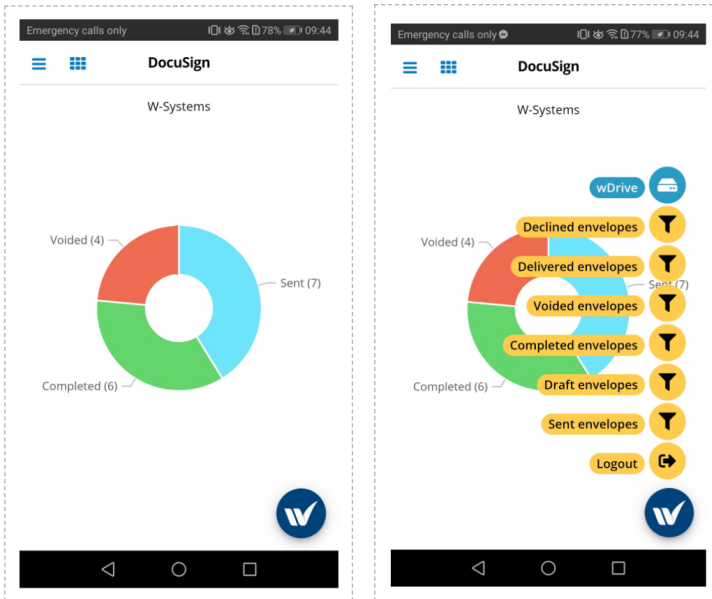 Emergency calls only 78% 09:44
DocuSign
W-Systems
Voided (4)
Sent (7)
Completed (6)
Emergency calls only 77% 09:44
DocuSign
W-Systems
wDrive
Declined envelopes
Voided (4)
Delivered envelopes
Sent (7)
Voided envelopes
Completed envelopes
Completed (6)
Draft envelopes
Sent envelopes
Logout